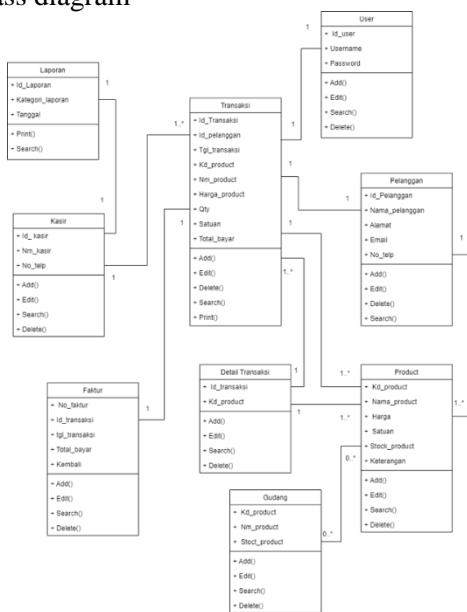 ass diagram
User
+ Id_user
+ Username
+ Password
+ Add()
+ Edit()
+ Search()
+ Delete()
1
1
Laporan
+ Id_Laporan
+ Kategori_laporan
+ Tanggal
+ Print()
+ Search()
1
1
Transaksi
+ Id_Transaksi
+ Id_pelanggan
+ Tgl_transaksi
+ Kd_product
+ Nm_product
+ Harga_product
+ Qty
+ Satuan
+ Total_bayar
+ Add()
+ Edit()
+ Delete()
+ Search()
+ Print()
1..*
1
1
1
1..*
Pelanggan
+ Id_Pelanggan
+ Nama_pelanggan
+ Alamat
+ Email
+ No_telp
+ Add()
+ Edit()
+ Delete()
+ Search()
1
1
Kasir
+ Id_ kasir
+ Nm_kasir
+ No_telp
+ Add()
+ Edit()
+ Search()
+ Delete()
1
Detail Transaksi
+ Id_transaksi
+ Kd_product
+ Add()
+ Edit()
+ Search()
+ Delete()
1
1
Product
+ Kd_product
+ Nama_product
+ Harga
+ Satuan
+ Stock_product
+ Keterangan
+ Add()
+ Edit()
+ Search()
+ Delete()
1..*
1..*
1..*
0..*
Faktur
+ No_faktur
+ Id_transaksi
+ tgl_transaksi
+ Total_bayar
+ Kembali
+ Add()
+ Edit()
+ Search()
+ Delete()
1
Gudang
+ Kd_product
+ Nm_product
+ Stoct_product
+ Add()
+ Edit()
+ Search()
+ Delete()
0..*